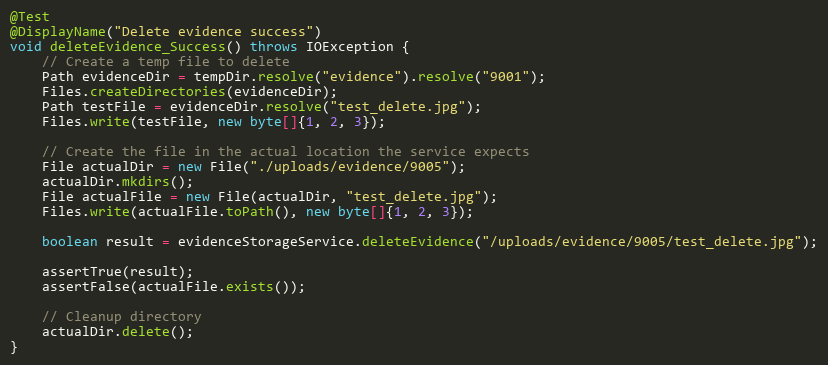 @Test
@DisplayName("Delete evidence success")
void deleteEvidence_Success() throws IOException {
    // Create a temp file to delete
    Path evidenceDir = tempDir.resolve("evidence").resolve("9001");
    Files.createDirectories(evidenceDir);
    Path testFile = evidenceDir.resolve("test_delete.jpg");
    Files.write(testFile, new byte[]{1, 2, 3});

    // Create the file in the actual location the service expects
    File actualDir = new File("./uploads/evidence/9005");
    actualDir.mkdirs();
    File actualFile = new File(actualDir, "test_delete.jpg");
    Files.write(actualFile.toPath(), new byte[]{1, 2, 3});

    boolean result = evidenceStorageService.deleteEvidence("/uploads/evidence/9005/test_delete.jpg");

    assertTrue(result);
    assertFalse(actualFile.exists());

    // Cleanup directory
    actualDir.delete();
}